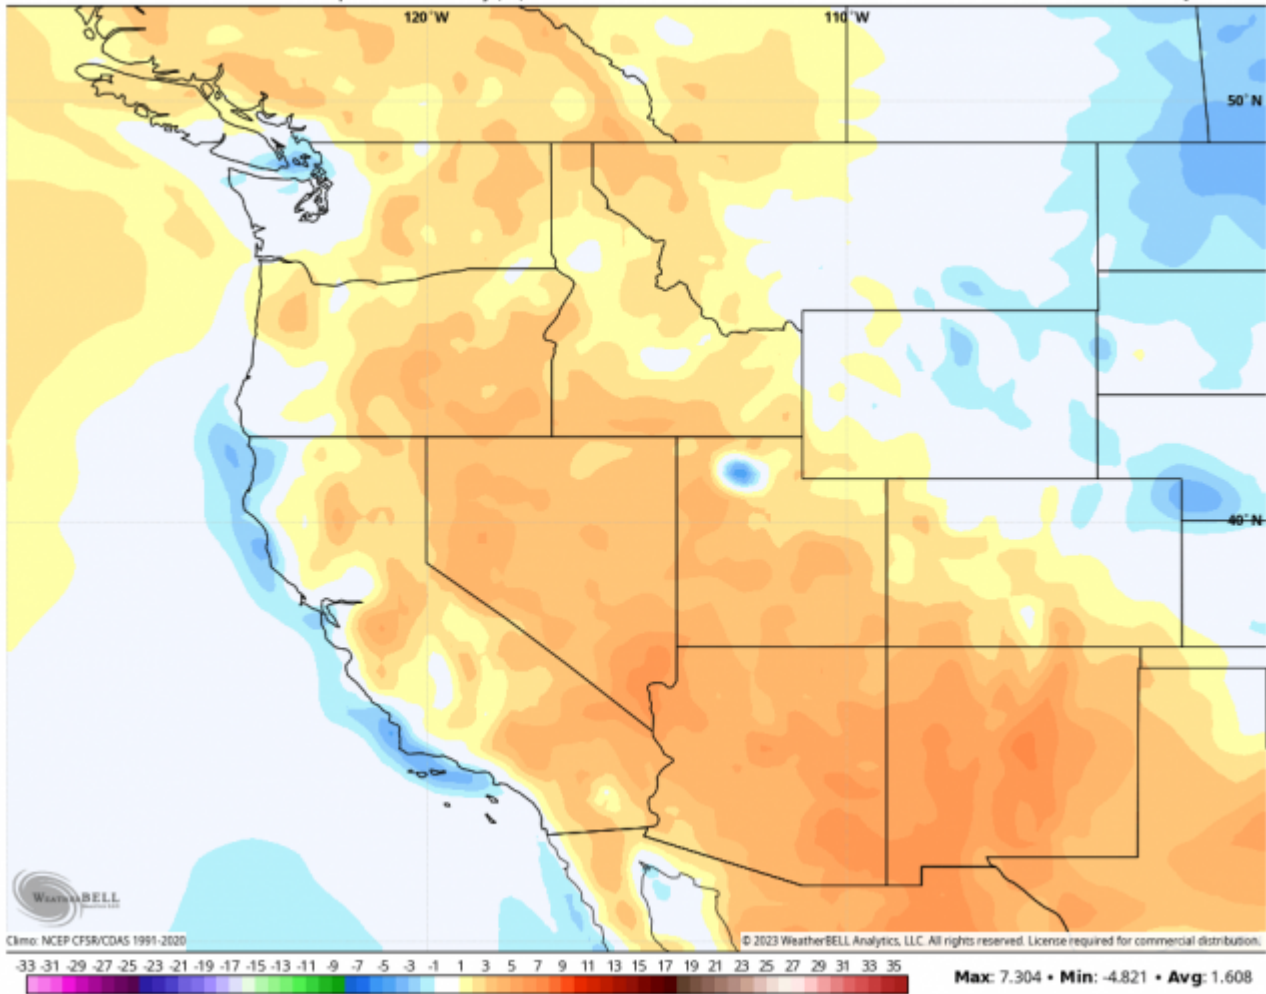 120°W 110°W
50°N
40°N
WEATHERBELL
Climo: NCEP CFSR/CDAS 1991-2020 © 2023 WeatherBELL Analytics, LLC. All rights reserved. License required for commercial distribution.
-33 -31 -29 -27 -25 -23 -21 -19 -17 -15 -13 -11 -9 -7 -5 -3 -1 1 3 5 7 9 11 13 15 17 19 21 23 25 27 29 31 33 35 Max: 7.304 • Min: -4.821 • Avg: 1.608